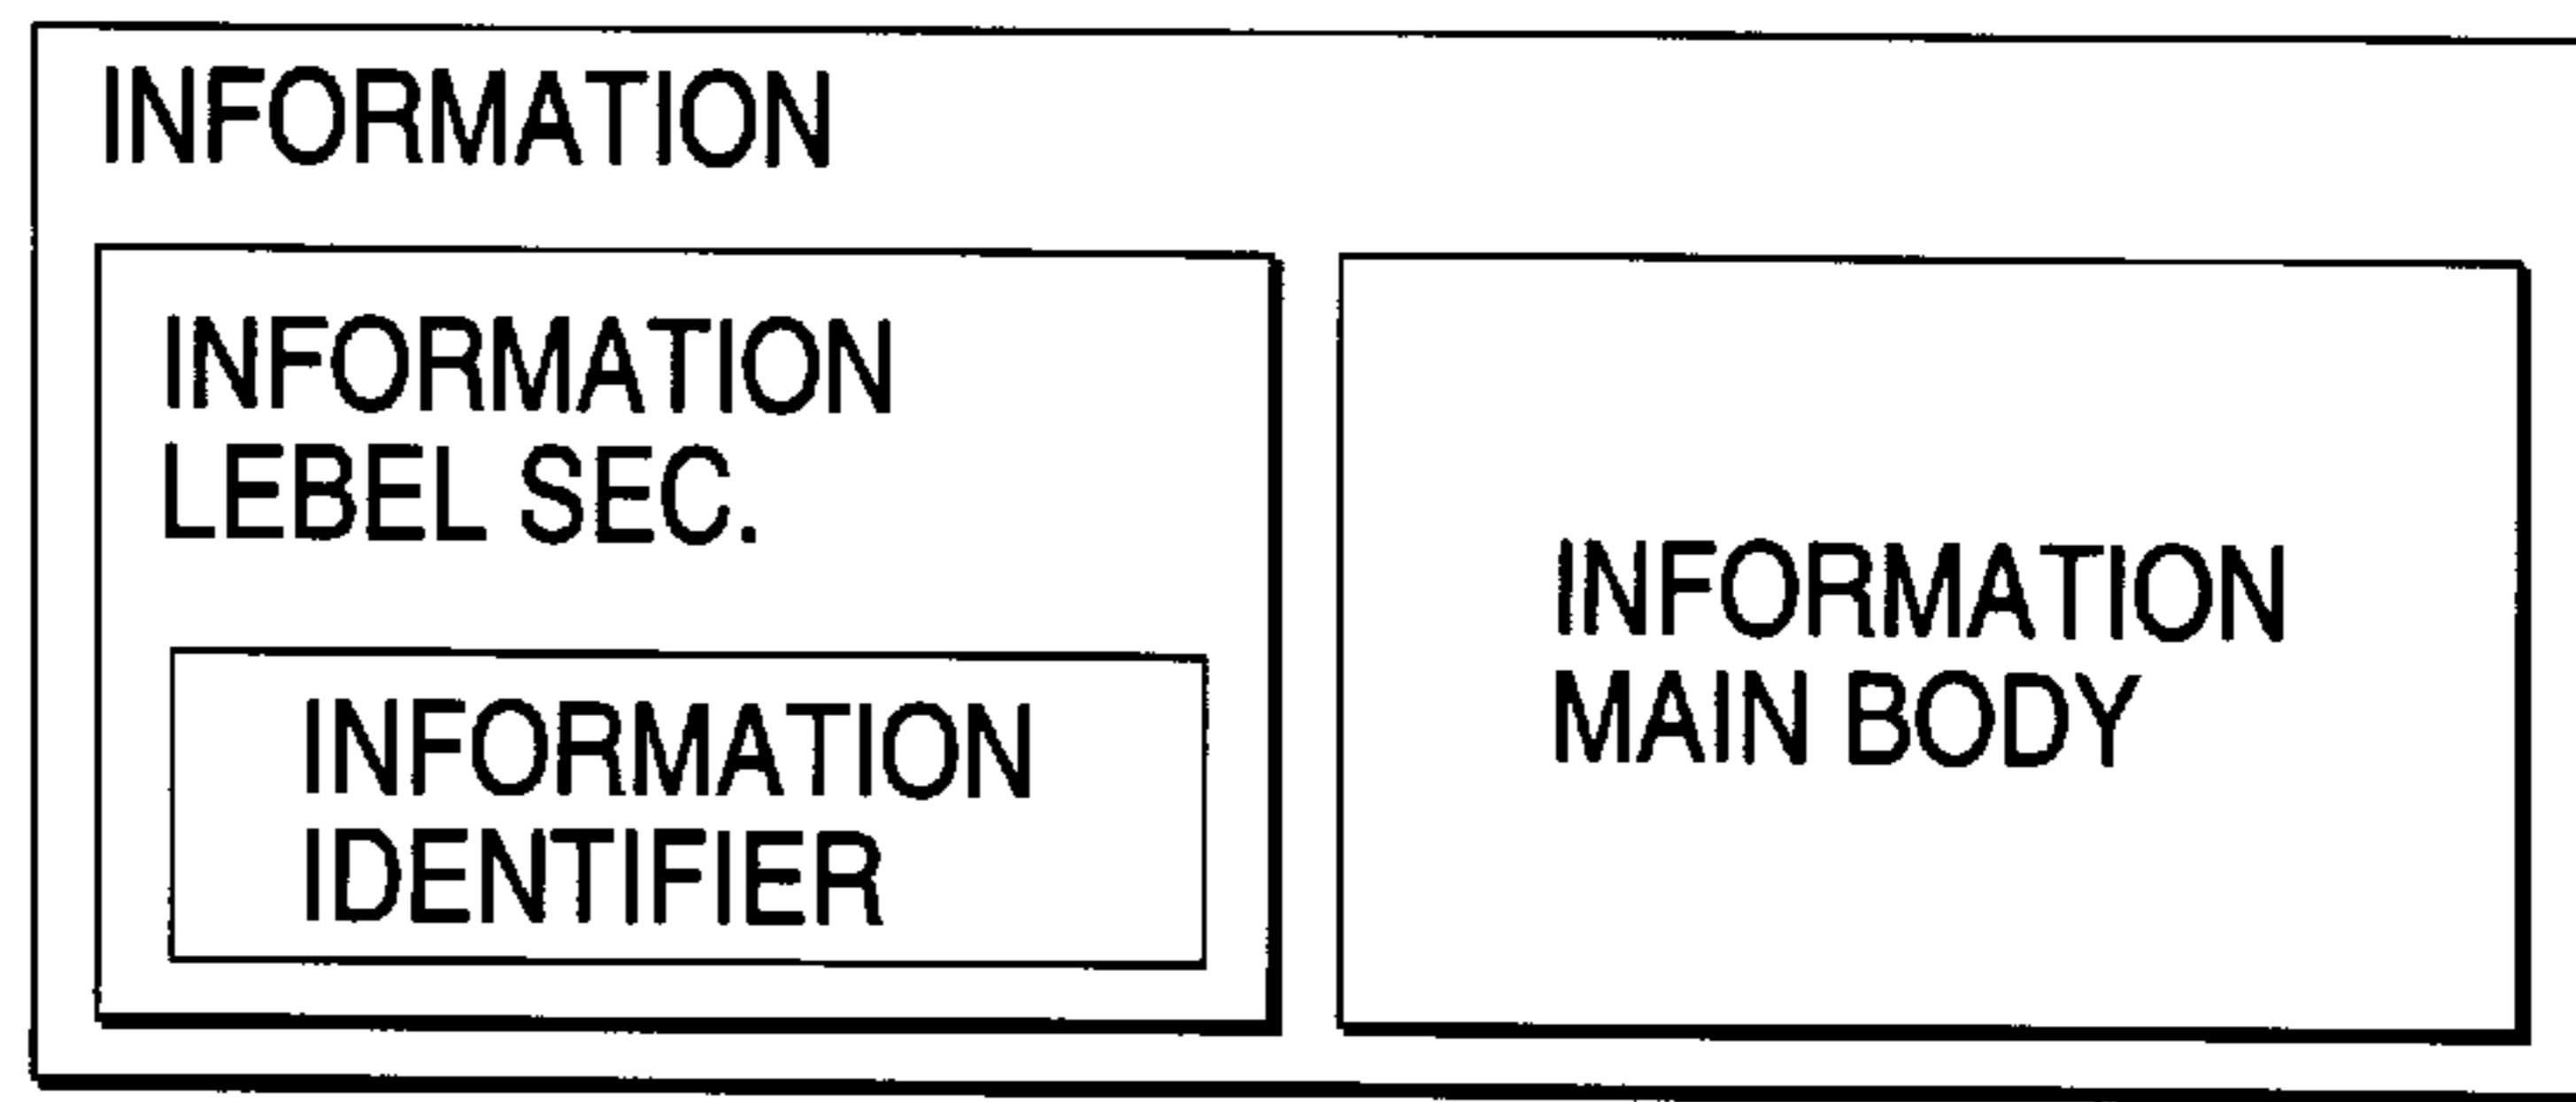 INFORMATION
INFORMATION
LEBEL SEC.
INFORMATION
IDENTIFIER
INFORMATION
MAIN BODY